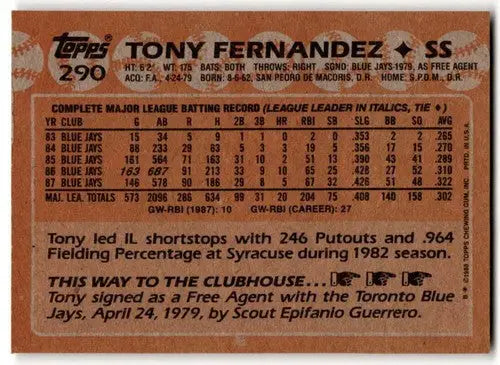 Topps TONY FERNANDEZ ✦ SS
290 HT: 6'2" WT: 175 BATS: BOTH THROWS: RIGHT SGND: BLUE JAYS-1979, AS FREE AGENT
ACQ: F.A., 4-24-79 BORN: 8-6-62, SAN PEDRO DE MACORIS, D.R. HOME: S.P.D.M., D.R.
COMPLETE MAJOR LEAGUE BATTING RECORD (LEAGUE LEADER IN ITALICS, TIE ♦)
YR CLUB G AB R H 2B 3B HR RBI SB SLG BB SO AVG
83 BLUE JAYS 15 34 5 9 1 1 0 2 0 .353 2 2 .265
84 BLUE JAYS 88 233 29 63 5 3 3 19 5 .356 17 15 .270
85 BLUE JAYS 161 564 71 163 31 10 2 51 13 .390 43 41 .289
86 BLUE JAYS 163 687 91 213 33 9 10 65 25 .428 27 52 .310
87 BLUE JAYS 146 578 90 186 29 8 5 67 32 .426 51 48 .322
MAJ. LEA. TOTALS 573 2096 286 634 99 31 20 204 75 .408 140 158 .302
GW-RBI (1987): 10 GW-RBI (CAREER): 27
Tony led IL shortstops with 246 Putouts and .964
Fielding Percentage at Syracuse during 1982 season.
THIS WAY TO THE CLUBHOUSE...
Tony signed as a Free Agent with the Toronto Blue
Jays, April 24, 1979, by Scout Epifanio Guerrero.
©1988 TOPPS CHEWING GUM, INC. PRTD. IN U.S.A.